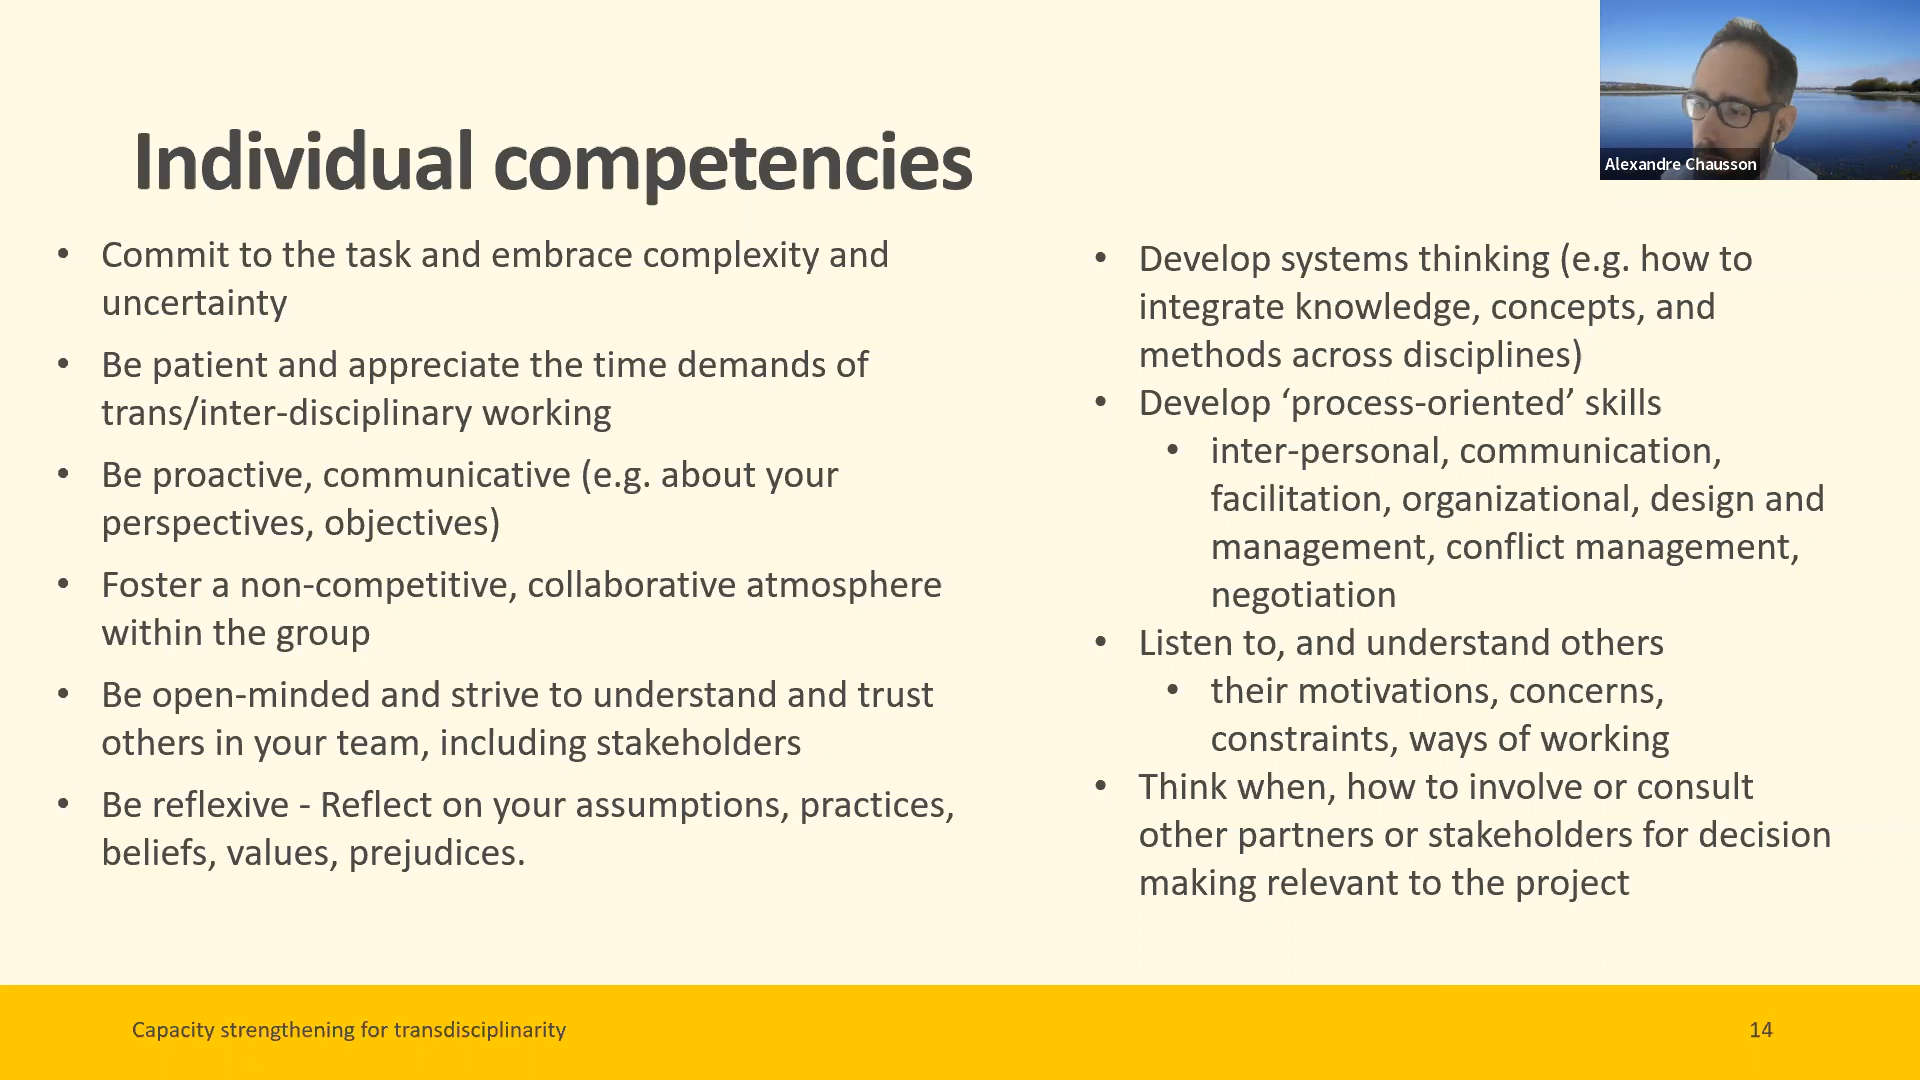 Individual competencies
• Commit to the task and embrace complexity and
uncertainty
• Be patient and appreciate the time demands of
trans/inter-disciplinary working
• Be proactive, communicative (e.g. about your
perspectives, objectives)
• Foster a non-competitive, collaborative atmosphere
within the group
• Be open-minded and strive to understand and trust
others in your team, including stakeholders
• Be reflexive - Reflect on your assumptions, practices,
beliefs, values, prejudices.
• Develop systems thinking (e.g. how to
integrate knowledge, concepts, and
methods across disciplines)
• Develop ‘process-oriented’ skills
• inter-personal, communication,
facilitation, organizational, design and
management, conflict management,
negotiation
• Listen to, and understand others
• their motivations, concerns,
constraints, ways of working
• Think when, how to involve or consult
other partners or stakeholders for decision
making relevant to the project
Alexandre Chausson
Capacity strengthening for transdisciplinarity
14